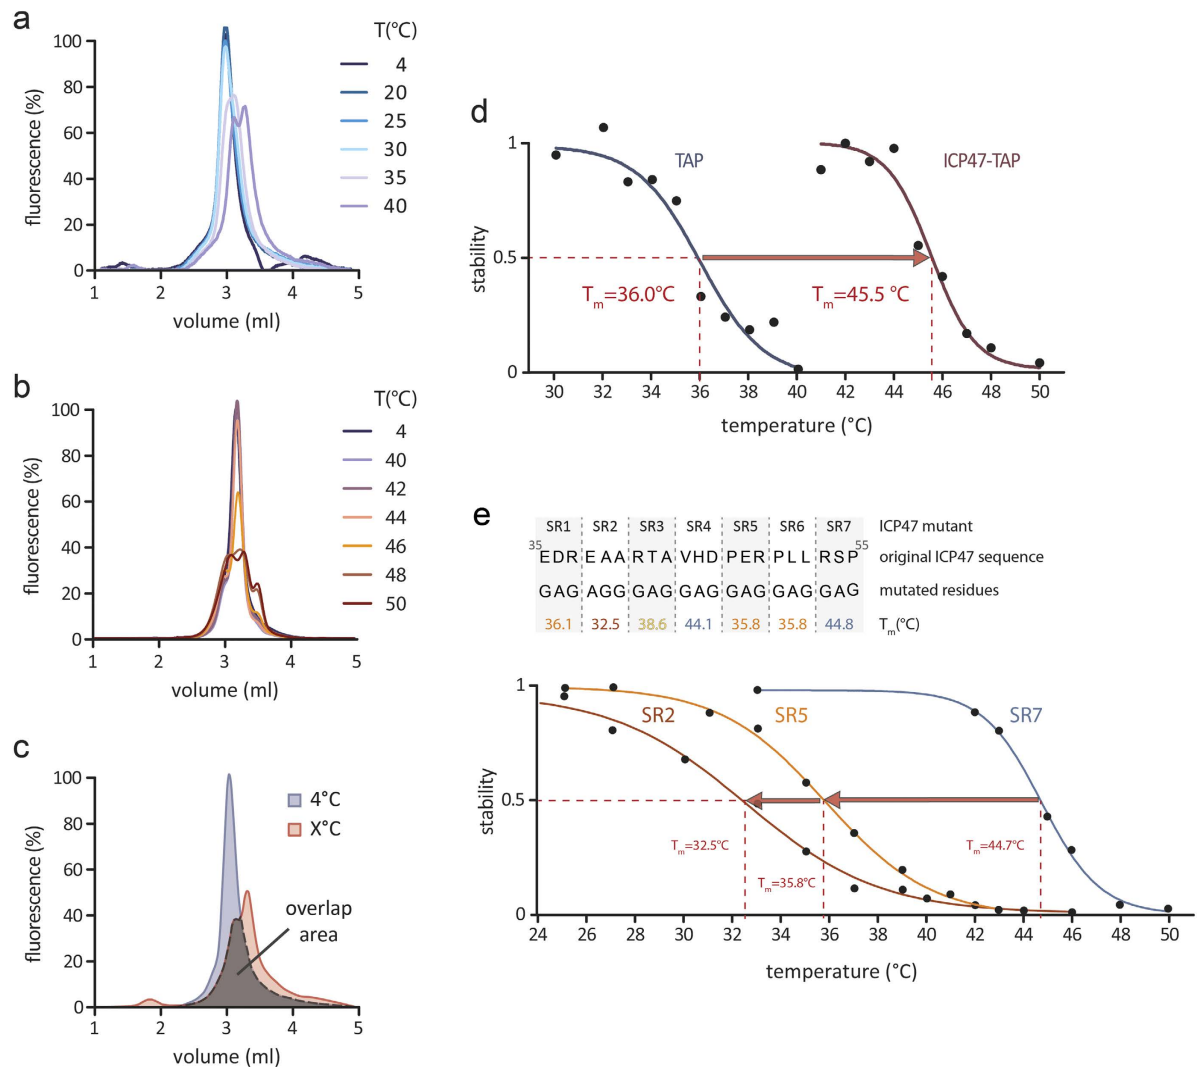 a
T(°C)
fluorescence (%)
100
80
60
40
20
0
4
20
25
30
35
40
1 2 3 4 5
volume (ml)
b
T(°C)
fluorescence (%)
100
80
60
40
20
0
4
40
42
44
46
48
50
1 2 3 4 5
volume (ml)
c
fluorescence (%)
100
80
60
40
20
0
4°C
X°C
overlap
area
1 2 3 4 5
volume (ml)
d
stability
1
0.5
0
TAP
ICP47-TAP
Tm=36.0°C
Tm=45.5 °C
30 32 34 36 38 40 42 44 46 48 50
temperature (°C)
e
SR1 SR2 SR3 SR4 SR5 SR6 SR7 ICP47 mutant
35 EDR EAA RTA VHD PER PLL RSP 55 original ICP47 sequence
GAG AGG GAG GAG GAG GAG GAG mutated residues
36.1 32.5 38.6 44.1 35.8 35.8 44.8 Tm(°C)
stability
1
0.5
0
SR2
SR5
SR7
Tm=32.5°C
Tm=35.8°C
Tm=44.7°C
24 26 28 30 32 34 36 38 40 42 44 46 48 50
temperature (°C)